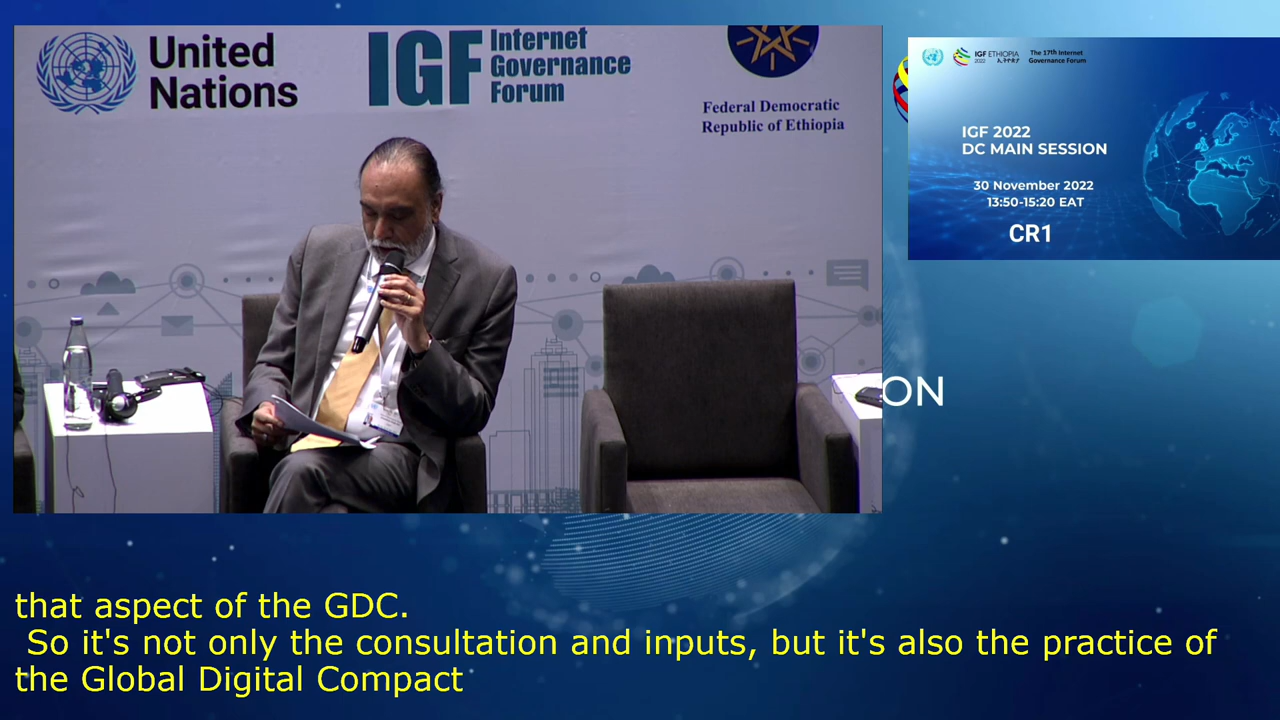 United
Nations
IGF
Internet
Governance
Forum
Federal Democratic
Republic of Ethiopia
IGF ETHIOPIA
2022 ኢትዮጵያ
The 17th Internet
Governance Forum
IGF 2022
DC MAIN SESSION
30 November 2022
13:50-15:20 EAT
CR1
ON
that aspect of the GDC.
So it's not only the consultation and inputs, but it's also the practice of
the Global Digital Compact